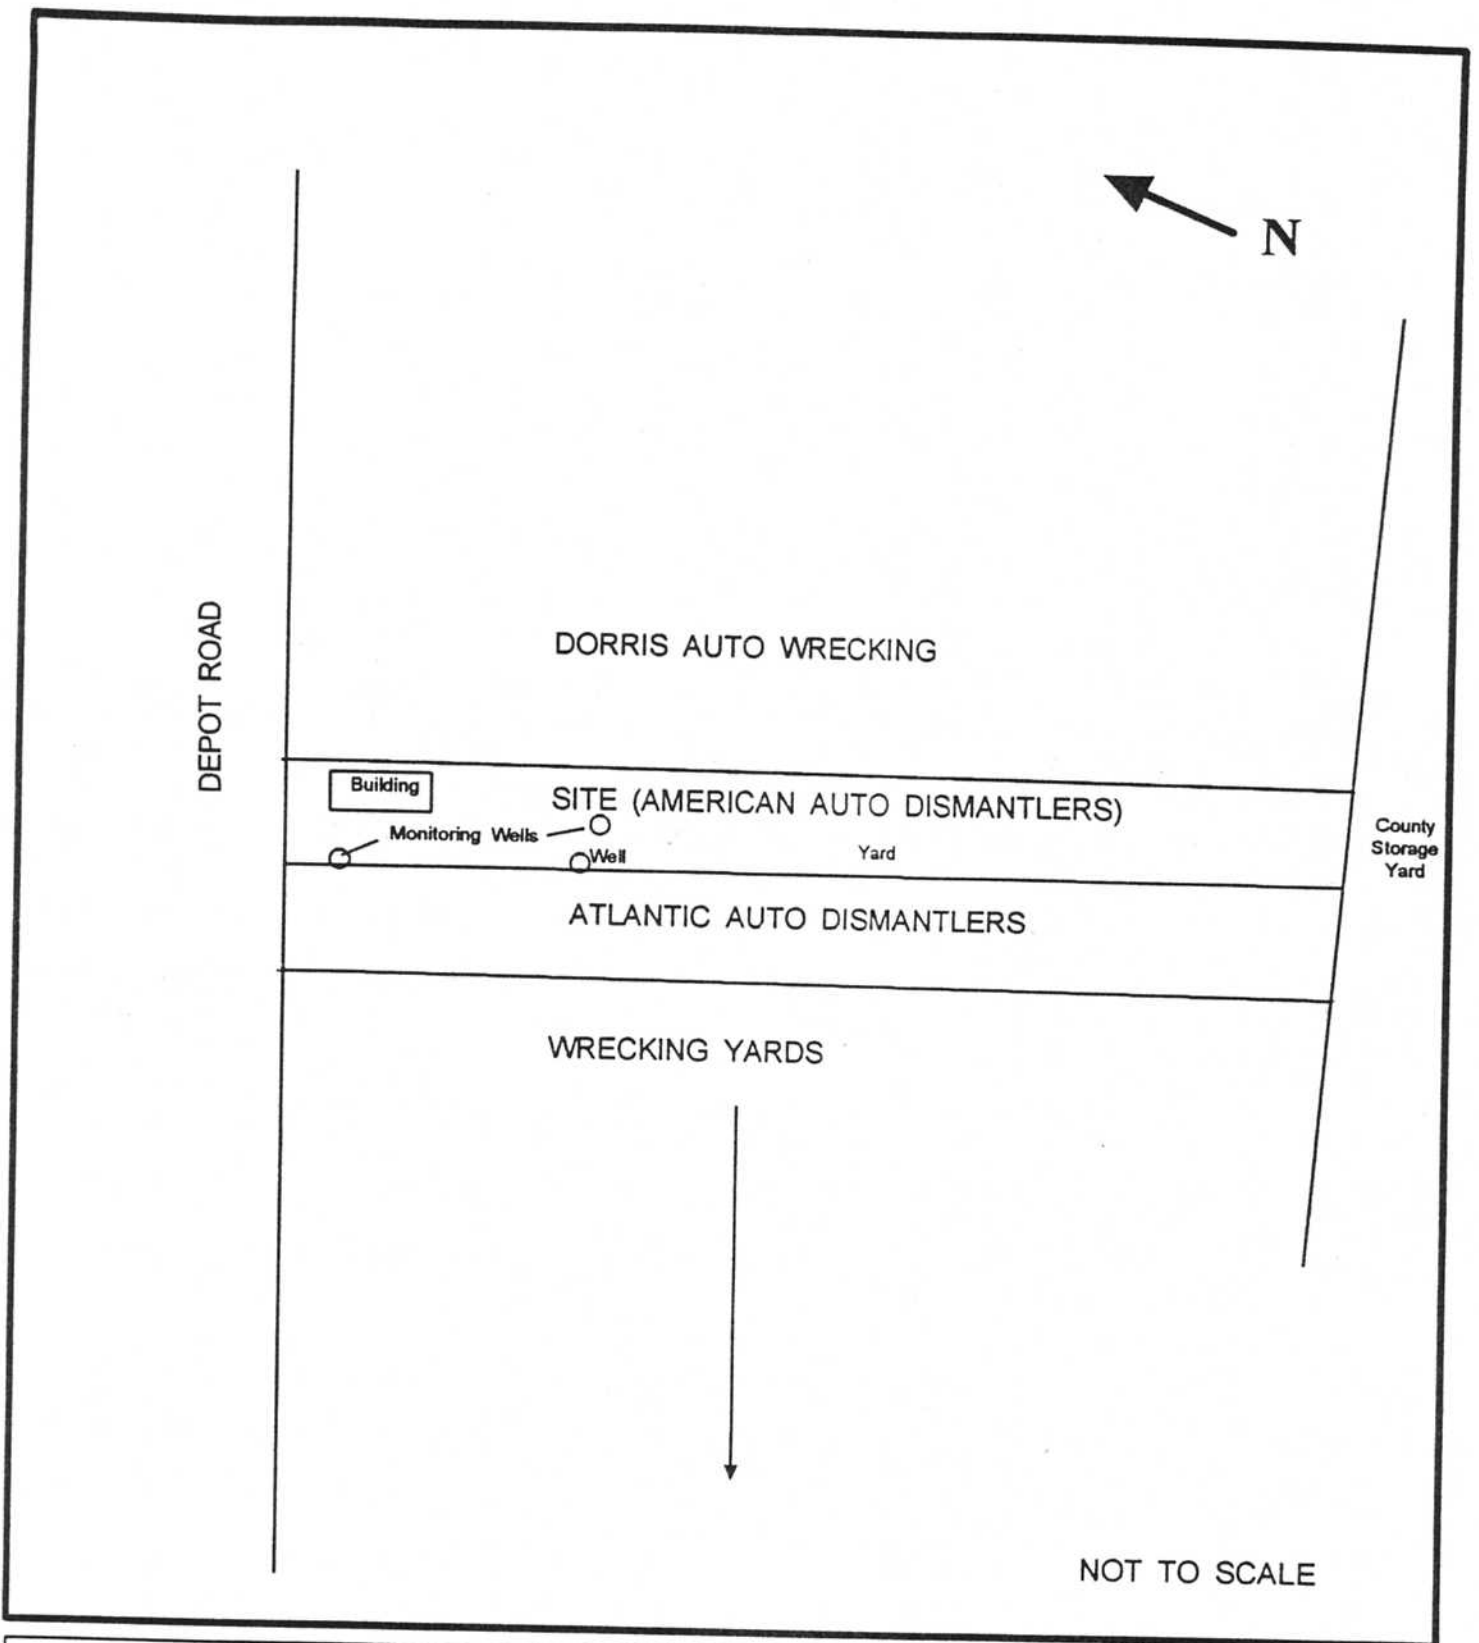 N
DEPOT ROAD
DORRIS AUTO WRECKING
Building
SITE (AMERICAN AUTO DISMANTLERS)
Monitoring Wells
Well
Yard
County
Storage
Yard
ATLANTIC AUTO DISMANTLERS
WRECKING YARDS
NOT TO SCALE